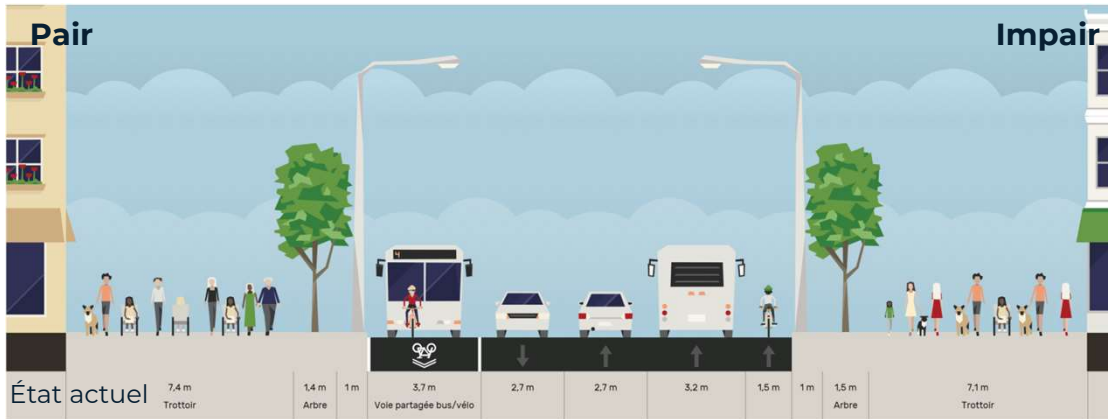 Pair
Impair
4
État actuel
7,4 m
1,4 m
1 m
3,7 m
2,7 m
2,7 m
3,2 m
1,5 m
1 m
1,5 m
7,1 m
Trottoir
Arbre
Voie partagée bus/vélo
Arbre
Trottoir